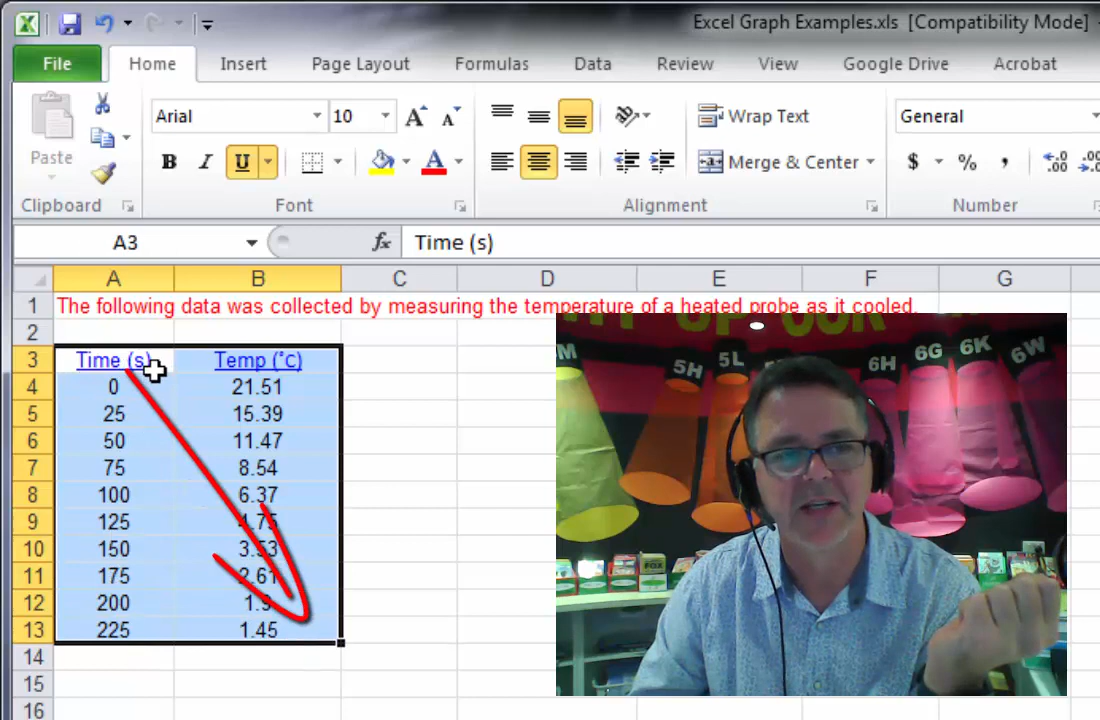 Excel Graph Examples.xls [Compatibility Mode]
File Home Insert Page Layout Formulas Data Review View Google Drive Acrobat
Arial 10 A A Wrap Text General
Paste B I U A Merge & Center $ % , .0 .00
Clipboard Font Alignment Number
A3 fx Time (s)
A B C D E F G
1 The following data was collected by measuring the temperature of a heated probe as it cooled.
2
3 Time (s) Temp (˚C)
4 0 21.51
5 25 15.39
6 50 11.47
7 75 8.54
8 100 6.37
9 125 4.75
10 150 3.53
11 175 2.61
12 200
13 225 1.45
14
15
16
5H 5L 6H 6G 6K 6W
FOX